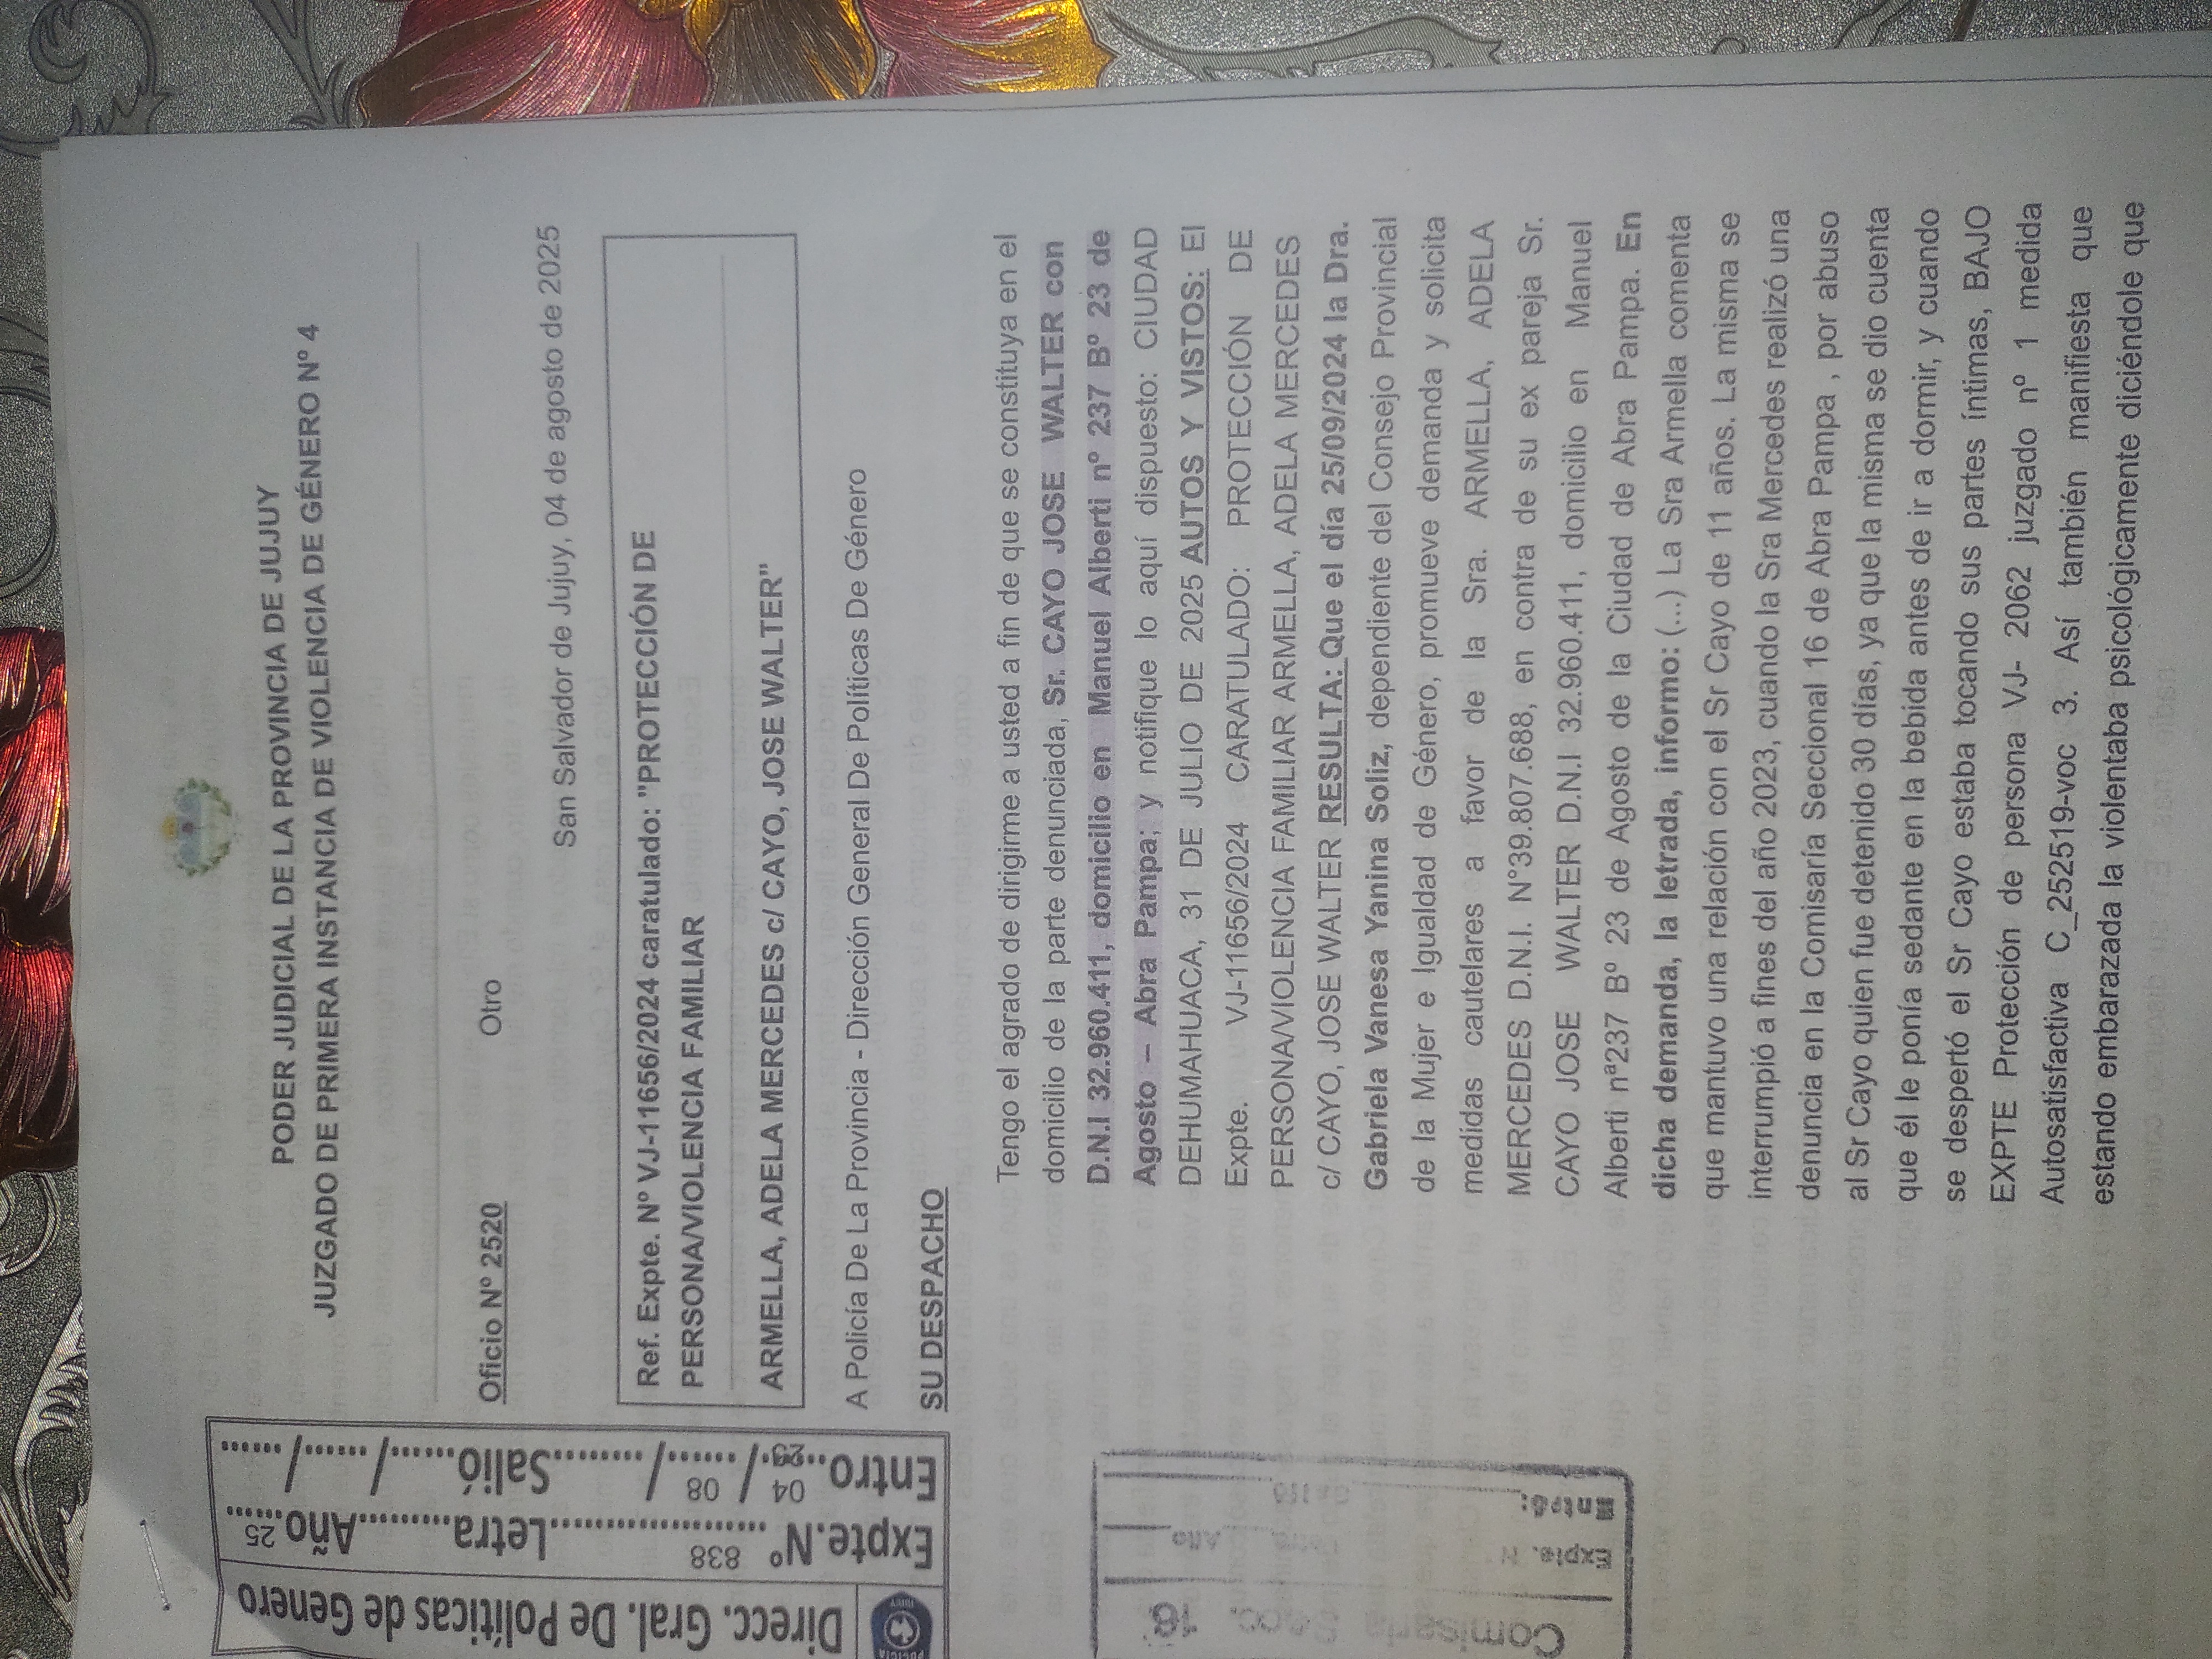 PODER JUDICIAL DE LA PROVINCIA DE JUJUY
JUZGADO DE PRIMERA INSTANCIA DE VIOLENCIA DE GÉNERO Nº 4
Direcc. Gral. De Políticas de Genero
Expte.Nº 838 Letra Año 25
Entro 04 / 08 / 25 Salió / /
Oficio Nº 2520 Otro
San Salvador de Jujuy, 04 de agosto de 2025
Ref. Expte. Nº VJ-11656/2024 caratulado: "PROTECCIÓN DE
PERSONA/VIOLENCIA FAMILIAR
ARMELLA, ADELA MERCEDES c/ CAYO, JOSE WALTER"
A Policía De La Provincia - Dirección General De Políticas De Género
SU DESPACHO
Tengo el agrado de dirigirme a usted a fin de que se constituya en el
domicilio de la parte denunciada, Sr. CAYO JOSE WALTER con
D.N.I 32.960.411, domicilio en Manuel Alberti nº 237 Bº 23 de
Agosto – Abra Pampa; y notifique lo aquí dispuesto: CIUDAD
DEHUMAHUACA, 31 DE JULIO DE 2025 AUTOS Y VISTOS: El
Expte. VJ-11656/2024 CARATULADO: PROTECCIÓN DE
PERSONA/VIOLENCIA FAMILIAR ARMELLA, ADELA MERCEDES
c/ CAYO, JOSE WALTER RESULTA: Que el día 25/09/2024 la Dra.
Gabriela Vanesa Yanina Soliz, dependiente del Consejo Provincial
de la Mujer e Igualdad de Género, promueve demanda y solicita
medidas cautelares a favor de la Sra. ARMELLA, ADELA
MERCEDES D.N.I. N°39.807.688, en contra de su ex pareja Sr.
CAYO JOSE WALTER D.N.I 32.960.411, domicilio en Manuel
Alberti nª237 Bº 23 de Agosto de la Ciudad de Abra Pampa. En
dicha demanda, la letrada, informo: (...) La Sra Armella comenta
que mantuvo una relación con el Sr Cayo de 11 años. La misma se
interrumpió a fines del año 2023, cuando la Sra Mercedes realizó una
denuncia en la Comisaría Seccional 16 de Abra Pampa , por abuso
al Sr Cayo quien fue detenido 30 días, ya que la misma se dio cuenta
que él le ponía sedante en la bebida antes de ir a dormir, y cuando
se despertó el Sr Cayo estaba tocando sus partes íntimas, BAJO
EXPTE Protección de persona VJ- 2062 juzgado nº 1 medida
Autosatisfactiva C_252519-voc 3. Así también manifiesta que
estando embarazada la violentaba psicológicamente diciéndole que
Comisaria 16
Expte. N Año
Entró: